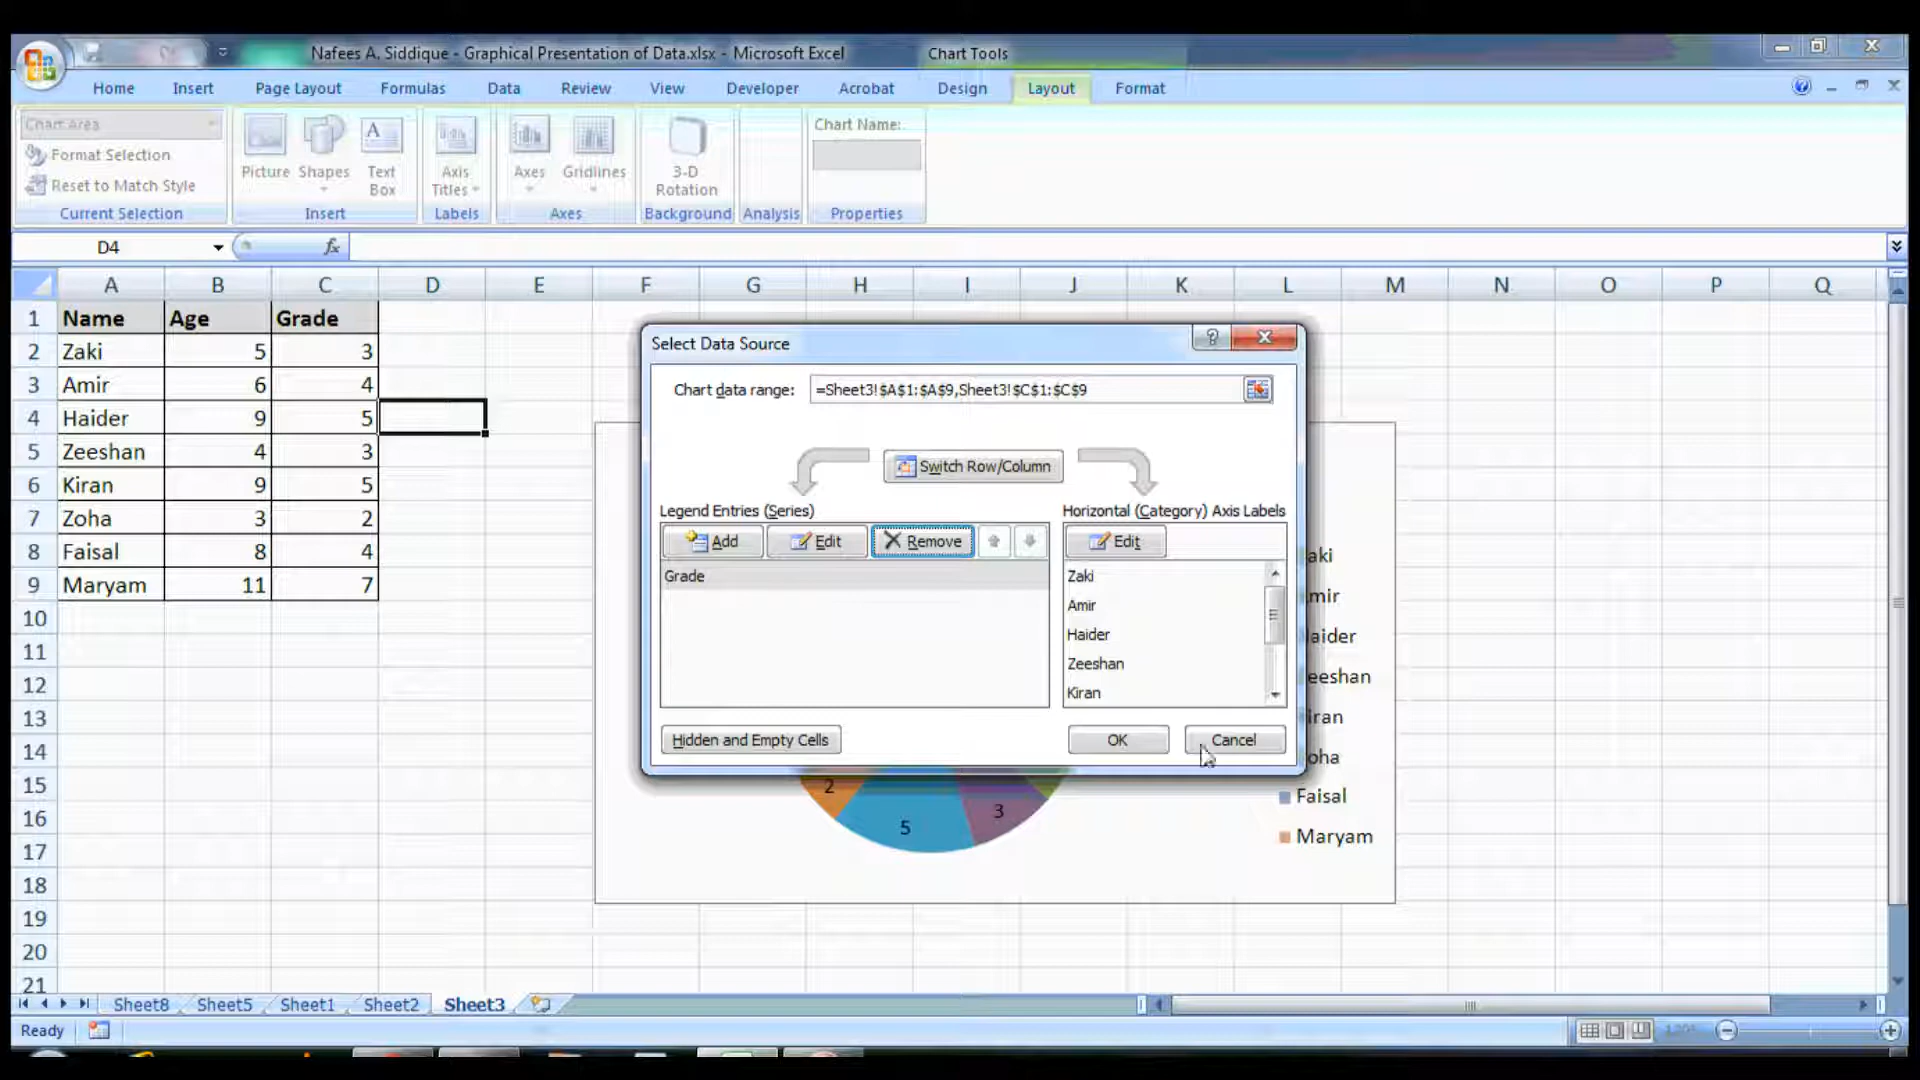 Nafees A. Siddique - Graphical Presentation of Data.xlsx - Microsoft Excel
Chart Tools
Home Insert Page Layout Formulas Data Review View Developer Acrobat Design Layout Format
Chart Area
Format Selection
Reset to Match Style
Current Selection
Picture Shapes Text Box
Insert
Axis Titles
Labels
Axes Gridlines
Axes
3-D Rotation
Background
Analysis
Chart Name:
Properties
D4
fx
A B C D E F G H I J K L M N O P Q
1 Name Age Grade
2 Zaki 5 3
3 Amir 6 4
4 Haider 9 5
5 Zeeshan 4 3
6 Kiran 9 5
7 Zoha 3 2
8 Faisal 8 4
9 Maryam 11 7
10
11
12
13
14
15
16
17
18
19
20
21
Select Data Source
Chart data range: =Sheet3!$A$1:$A$9,Sheet3!$C$1:$C$9
Switch Row/Column
Legend Entries (Series)
Add Edit Remove
Grade
Horizontal (Category) Axis Labels
Edit
Zaki
Amir
Haider
Zeeshan
Kiran
Hidden and Empty Cells
OK Cancel
aki
mir
aider
eeshan
iran
oha
Faisal
Maryam
2
5
3
Sheet8 Sheet5 Sheet1 Sheet2 Sheet3
Ready